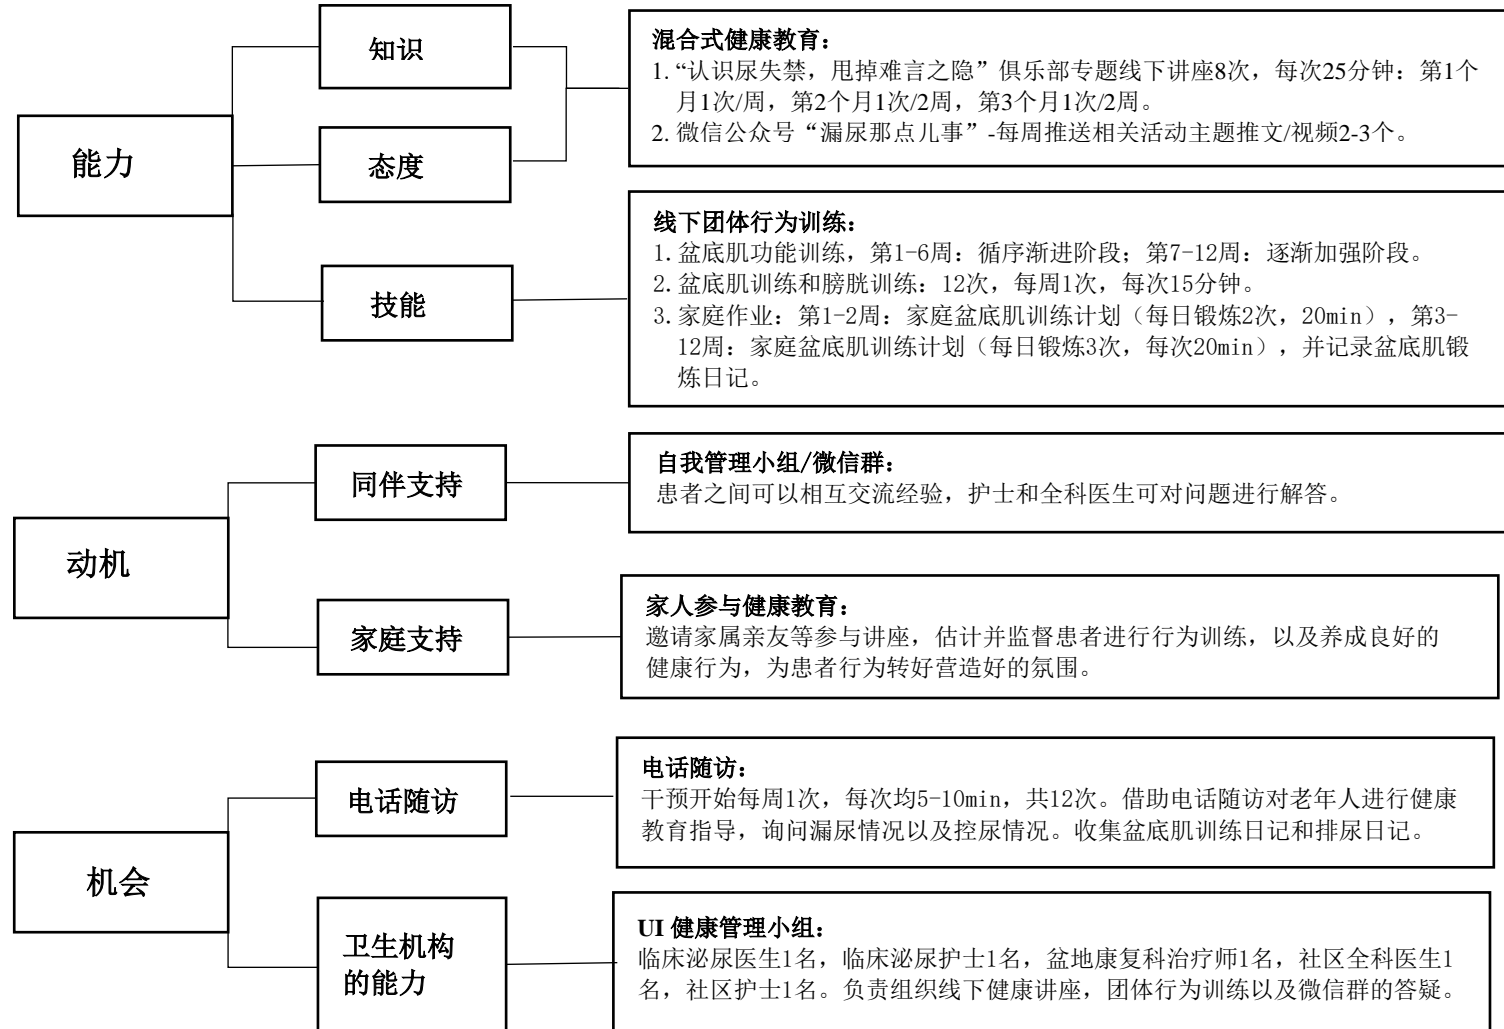 能力
知识
态度
技能
混合式健康教育：
1. “认识尿失禁，甩掉难言之隐”俱乐部专题线下讲座8次，每次25分钟：第1个
月1次/周，第2个月1次/2周，第3个月1次/2周。
2. 微信公众号“漏尿那点儿事”-每周推送相关活动主题推文/视频2-3个。
线下团体行为训练：
1. 盆底肌功能训练，第1-6周：循序渐进阶段；第7-12周：逐渐加强阶段。
2. 盆底肌训练和膀胱训练：12次，每周1次，每次15分钟。
3. 家庭作业：第1-2周：家庭盆底肌训练计划（每日锻炼2次，20min），第3-
12周：家庭盆底肌训练计划（每日锻炼3次，每次20min），并记录盆底肌锻
炼日记。
动机
同伴支持
家庭支持
自我管理小组/微信群：
患者之间可以相互交流经验，护士和全科医生可对问题进行解答。
家人参与健康教育：
邀请家属亲友等参与讲座，估计并监督患者进行行为训练，以及养成良好的
健康行为，为患者行为转好营造好的氛围。
机会
电话随访
卫生机构
的能力
电话随访：
干预开始每周1次，每次均5-10min，共12次。借助电话随访对老年人进行健康
教育指导，询问漏尿情况以及控尿情况。收集盆底肌训练日记和排尿日记。
UI 健康管理小组：
临床泌尿医生1名，临床泌尿护士1名，盆地康复科治疗师1名，社区全科医生1
名，社区护士1名。负责组织线下健康讲座，团体行为训练以及微信群的答疑。